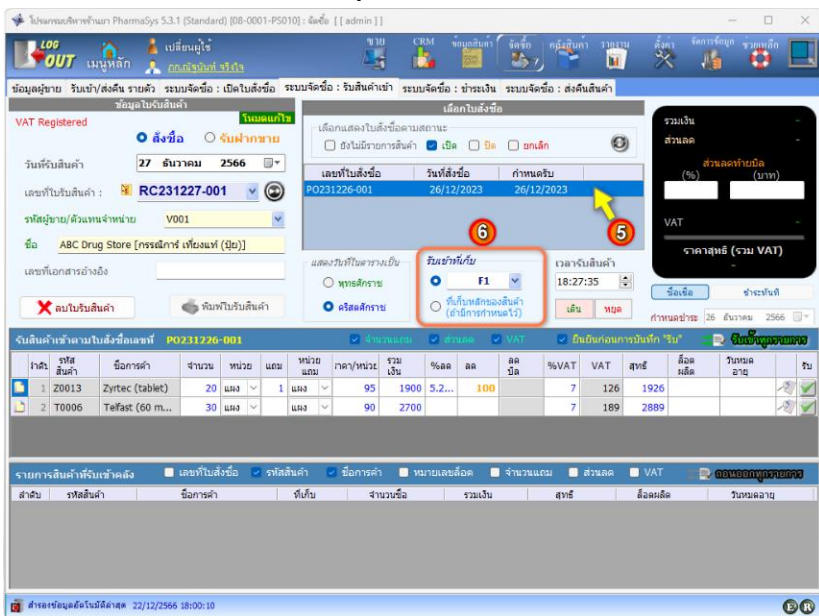 โปรแกรมบริหารร้านยา PharmaSys 5.3.1 (Standard) [08-0001-PS010] : จัดซื้อ [ [ admin ] ]
LOG OUT เมนูหลัก เปลี่ยนผู้ใช้ ขาย CRM ข้อมูลสินค้า จัดซื้อ คลังสินค้า รายงาน ตั้งค่า จัดการข้อมูล ช่วยเหลือ
ข้อมูลผู้ขาย รับเข้า/ส่งคืน รายตัว ระบบจัดซื้อ : เปิดใบสั่งซื้อ ระบบจัดซื้อ : รับสินค้าเข้า ระบบจัดซื้อ : ชำระเงิน ระบบจัดซื้อ : ส่งคืนสินค้า
ข้อมูลใบรับสินค้า
VAT Registered โหมดแก้ไข
สั่งซื้อ รับฝากขาย
วันที่รับสินค้า 27 ธันวาคม 2566
เลขที่ใบรับสินค้า : RC231227-001
รหัสผู้ขาย/ตัวแทนจำหน่าย V001
ชื่อ ABC Drug Store [กรรณิการ์ เที่ยงแท้ (ปุ้ย)]
เลขที่เอกสารอ้างอิง
ลบใบรับสินค้า พิมพ์ใบรับสินค้า
เลือกใบสั่งซื้อ
เลือกแสดงใบสั่งซื้อตามสถานะ
ยังไม่มีรายการสินค้า เปิด ปิด ยกเลิก
เลขที่ใบสั่งซื้อ วันที่สั่งซื้อ กำหนดรับ
PO231226-001 26/12/2023 26/12/2023
5
6
แสดงวันที่ในตารางเป็น
พุทธศักราช
คริสตศักราช
รับเข้าที่เก็บ
F1
ที่เก็บหลักของสินค้า
(ถ้ามีการกำหนดไว้)
เวลารับสินค้า
18:27:35
เดิน หยุด
รวมเงิน -
ส่วนลด -
ส่วนลดท้ายบิล
(%) (บาท)
VAT -
ราคาสุทธิ (รวม VAT)
-
ซื้อเชื่อ ชำระทันที
กำหนดชำระ 26 ธันวาคม 2566
รับสินค้าเข้าตามใบสั่งซื้อเลขที่ PO231226-001 จำนวนแถม ส่วนลด VAT ยืนยันก่อนการบันทึก "รับ" รับเข้าทุกรายการ
ลำดับ รหัสสินค้า ชื่อการค้า จำนวน หน่วย แถม หน่วยแถม ราคา/หน่วย รวมเงิน %ลด ลด ลดบิล %VAT VAT สุทธิ ล็อตผลิต วันหมดอายุ รับ
1 Z0013 Zyrtec (tablet) 20 แผง 1 แผง 95 1900 5.2... 100 7 126 1926
2 T0006 Telfast (60 m... 30 แผง แผง 90 2700 7 189 2889
รายการสินค้าที่รับเข้าคลัง เลขที่ใบสั่งซื้อ รหัสสินค้า ชื่อการค้า หมายเลขล็อต จำนวนแถม ส่วนลด VAT ถอนออกทุกรายการ
ลำดับ รหัสสินค้า ชื่อการค้า ที่เก็บ จำนวนซื้อ รวมเงิน สุทธิ ล็อตผลิต วันหมดอายุ
สำรองข้อมูลอัตโนมัติล่าสุด 22/12/2566 18:00:10 E R